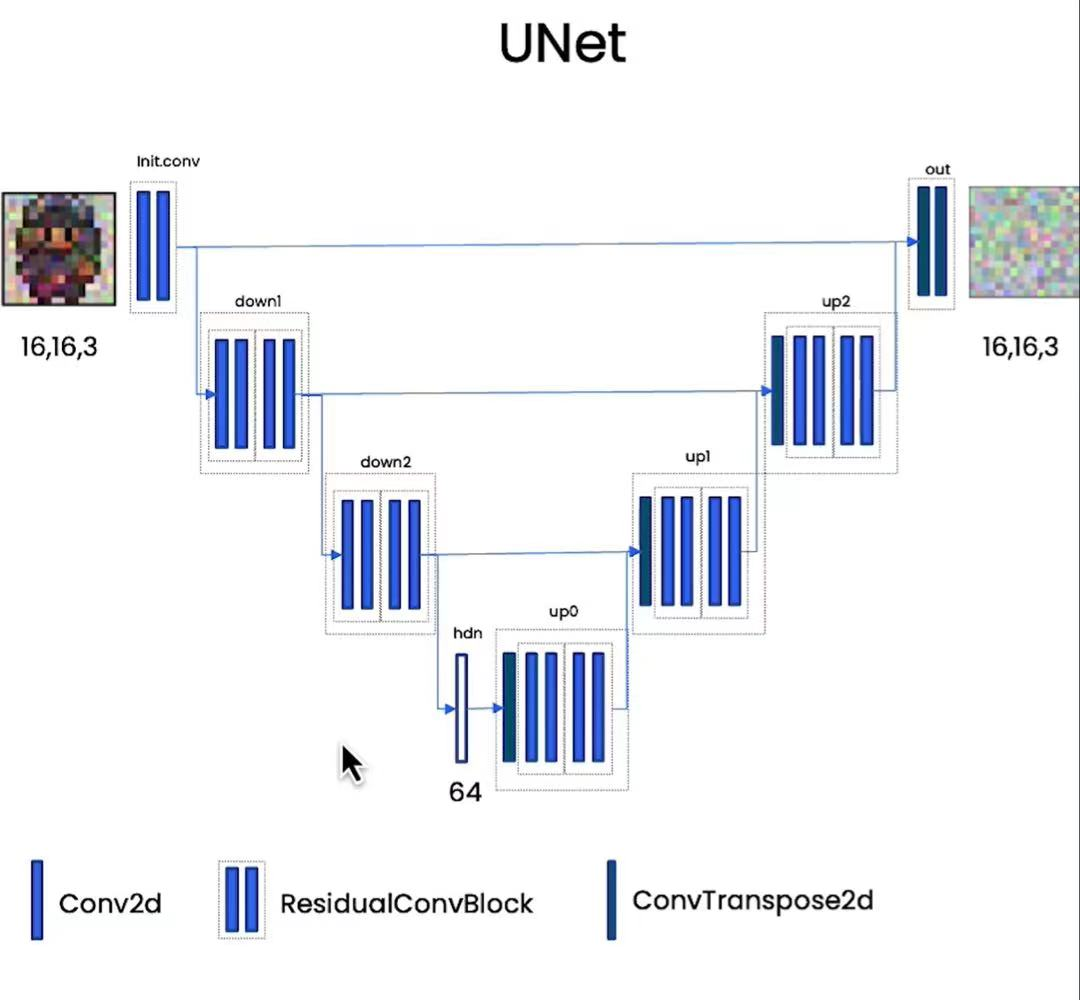 UNet
Init.conv
out
16,16,3
16,16,3
down1
up2
down2
up1
hdn
up0
64
Conv2d
ResidualConvBlock
ConvTranspose2d